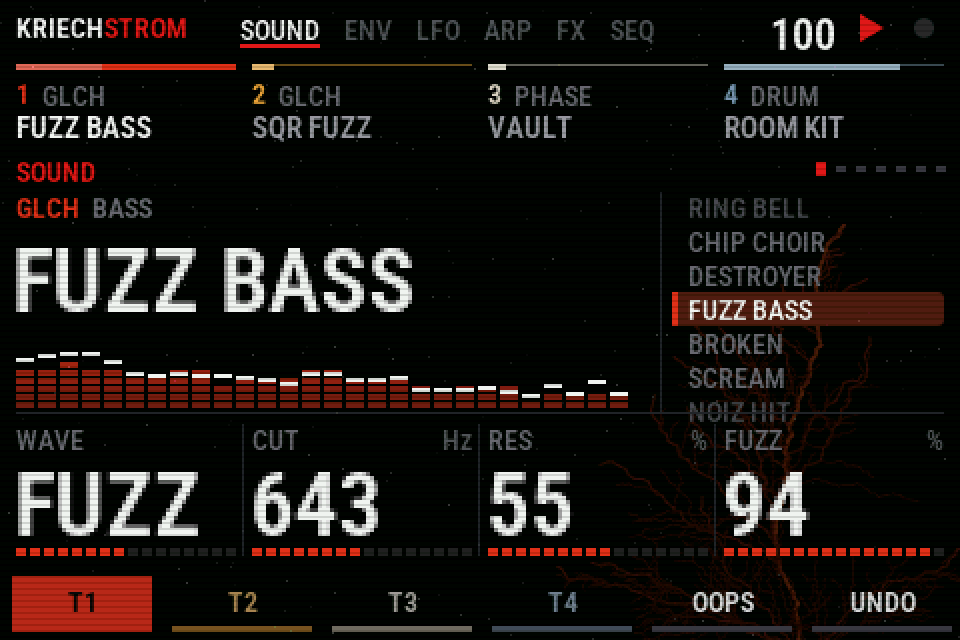 KRIECHSTROM SOUND ENV LFO ARP FX SEQ 100
1 GLCH 2 GLCH 3 PHASE 4 DRUM
FUZZ BASS SQR FUZZ VAULT ROOM KIT
SOUND
GLCH BASS
FUZZ BASS
RING BELL
CHIP CHOIR
DESTROYER
FUZZ BASS
BROKEN
SCREAM
NOIZ HIT
WAVE CUT Hz RES % FUZZ %
FUZZ 643 55 94
T1 T2 T3 T4 OOPS UNDO